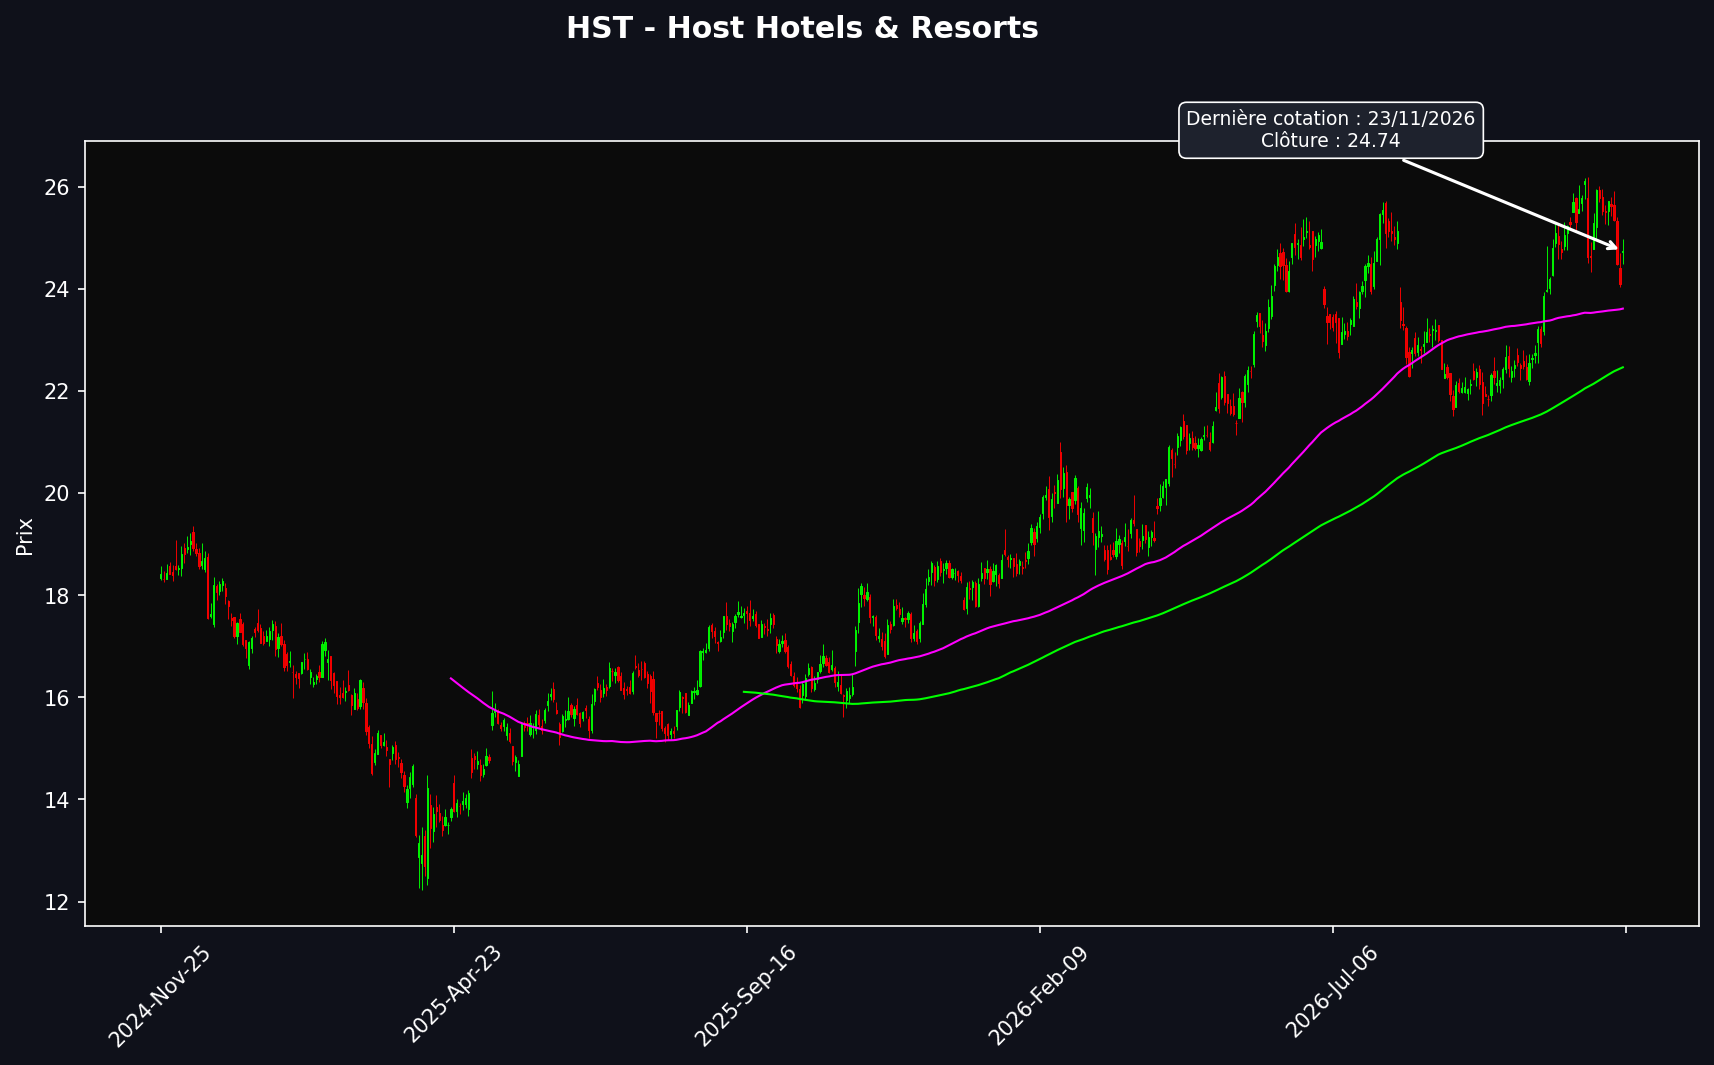 HST - Host Hotels & Resorts
Dernière cotation : 23/11/2026
Clôture : 24.74
Prix
26
24
22
20
18
16
14
12
2024-Nov-25
2025-Apr-23
2025-Sep-16
2026-Feb-09
2026-Jul-06